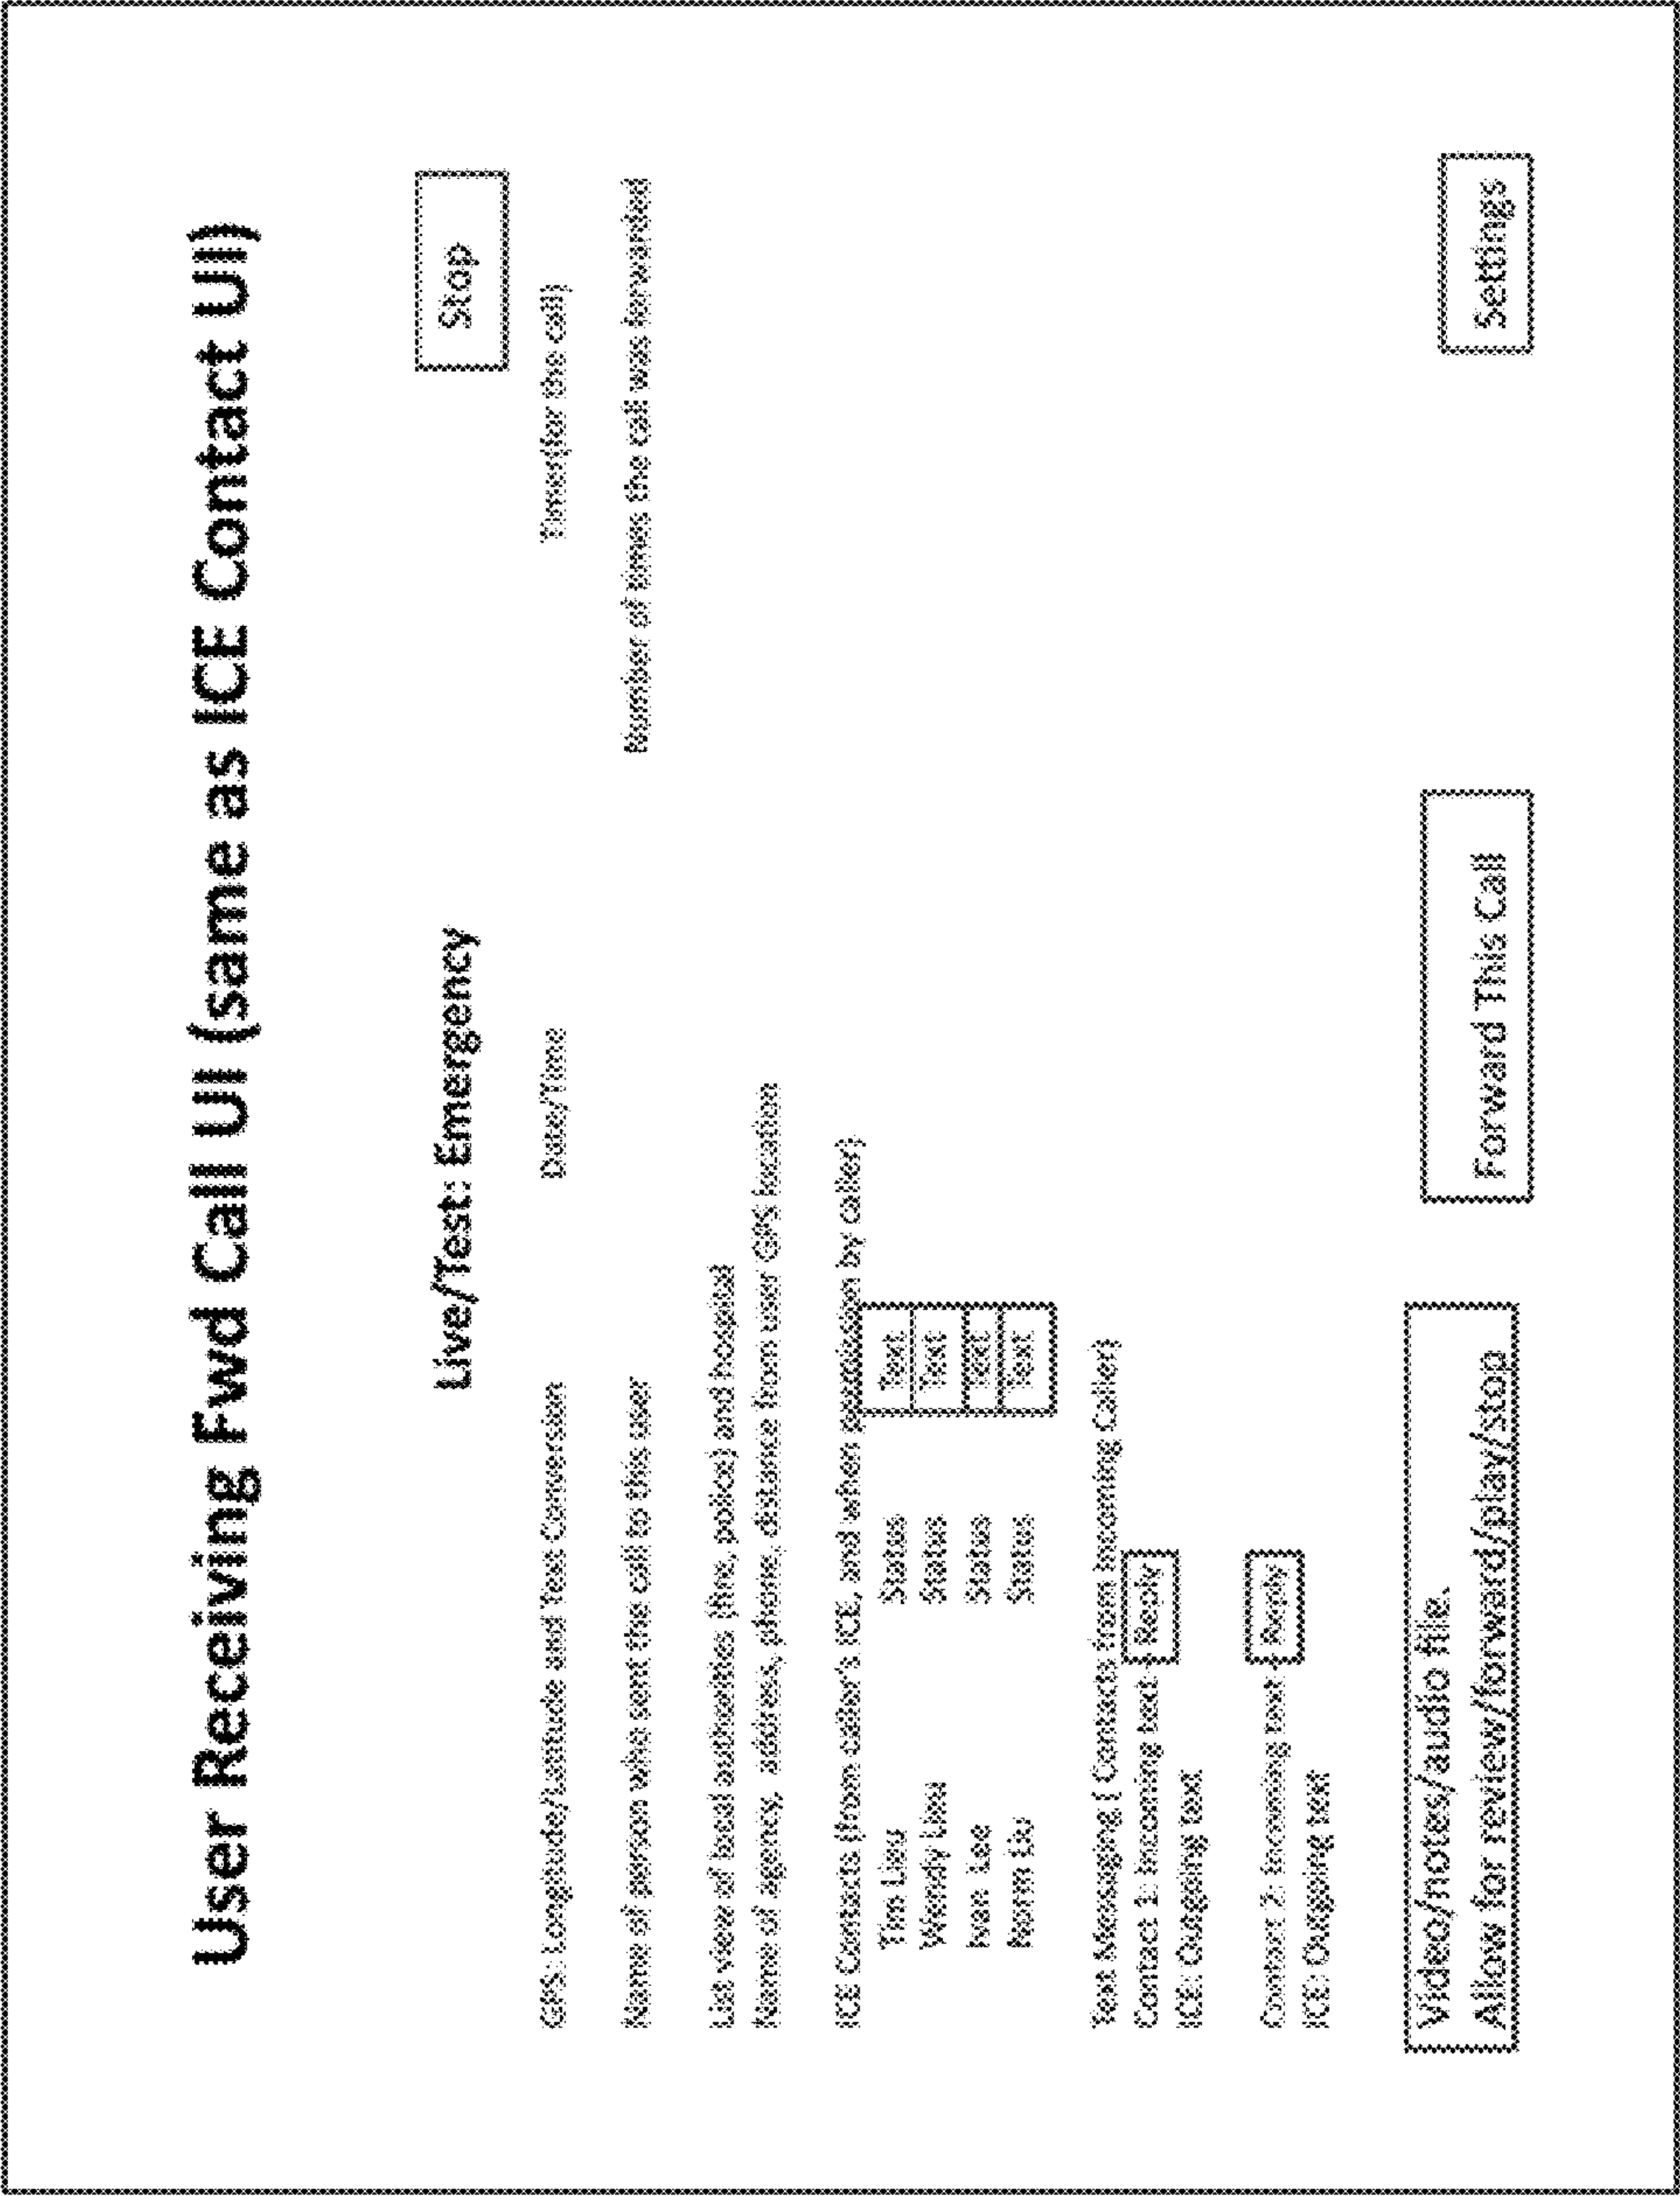 User Receiving Fwd Call UI (same as ICE Contact UI)
Live/Test: Emergency
Stop
GPS: Longitude/Latitude and Text Conversion
Date/Time
Timer(for the call)
Name of person who sent the call to this user
Number of times the call was forwarded
List view of local authorities (fire, police) and hospital
Name of agency, address, phone, distance from user GPS location
ICE Contacts (from caller's ICE, and when permission by caller)
Tim Lieu Status Text
Wendy Liou Status Text
Ivan Lee Status Text
Norm Liu Status Text
Text Messaging ( Contacts from Incoming Caller)
Contact 1: Incoming text - Reply
ICE: Outgoing text
Contact 2: Incoming text - Reply
ICE: Outgoing text
Video/notes/audio file.
Allow for review/forward/play/stop
Forward This Call
Settings